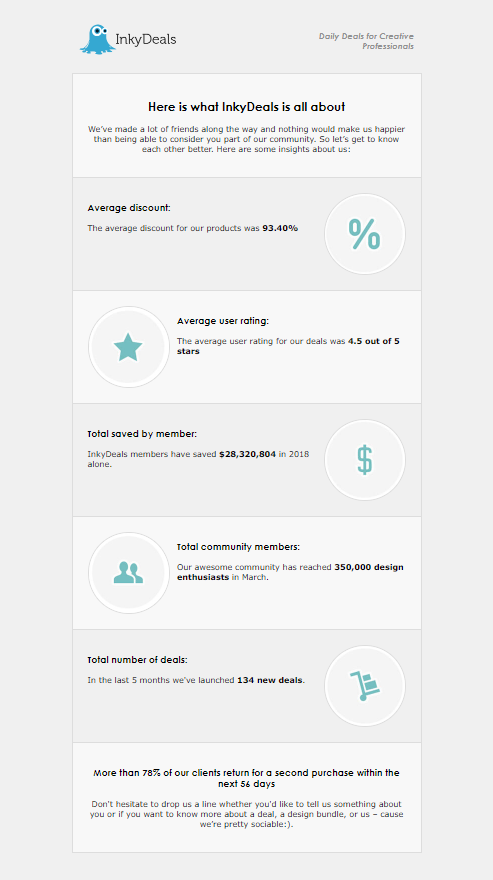 InkyDeals
Daily Deals for Creative
Professionals
Here is what InkyDeals is all about
We've made a lot of friends along the way and nothing would make us happier
than being able to consider you part of our community. So let's get to know
each other better. Here are some insights about us:
Average discount:
The average discount for our products was 93.40%
%
Average user rating:
The average user rating for our deals was 4.5 out of 5
stars
Total saved by member:
InkyDeals members have saved $28,320,804 in 2018
alone.
$
Total community members:
Our awesome community has reached 350,000 design
enthusiasts in March.
Total number of deals:
In the last 5 months we've launched 134 new deals.
More than 78% of our clients return for a second purchase within the
next 56 days
Don't hesitate to drop us a line whether you'd like to tell us something about
you or if you want to know more about a deal, a design bundle, or us – cause
we're pretty sociable:).